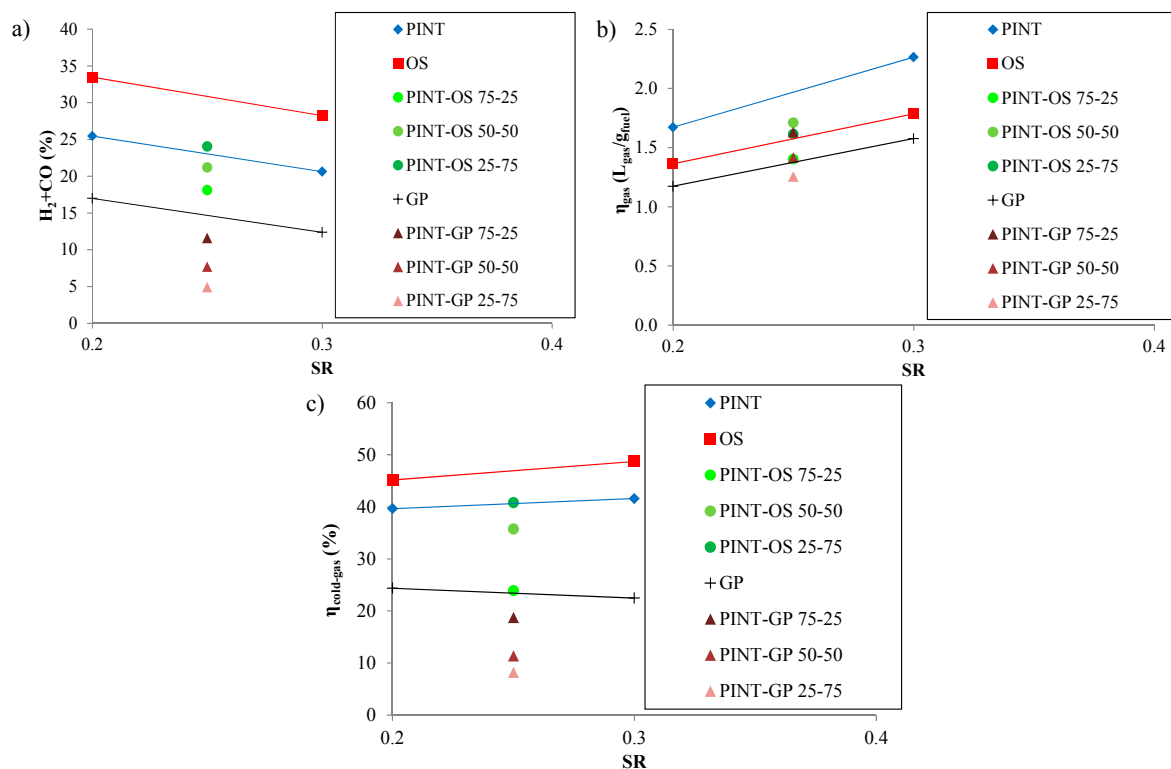 a)
H₂+CO (%)
40
35
30
25
20
15
10
5
0
0.2
0.3
0.4
SR
PINT
OS
PINT-OS 75-25
PINT-OS 50-50
PINT-OS 25-75
GP
PINT-GP 75-25
PINT-GP 50-50
PINT-GP 25-75
b)
ηgas (Lgas/gfuel)
2.5
2.0
1.5
1.0
0.5
0.0
0.2
0.3
0.4
SR
PINT
OS
PINT-OS 75-25
PINT-OS 50-50
PINT-OS 25-75
GP
PINT-GP 75-25
PINT-GP 50-50
PINT-GP 25-75
c)
ηcold-gas (%)
60
50
40
30
20
10
0
0.2
0.3
0.4
SR
PINT
OS
PINT-OS 75-25
PINT-OS 50-50
PINT-OS 25-75
GP
PINT-GP 75-25
PINT-GP 50-50
PINT-GP 25-75